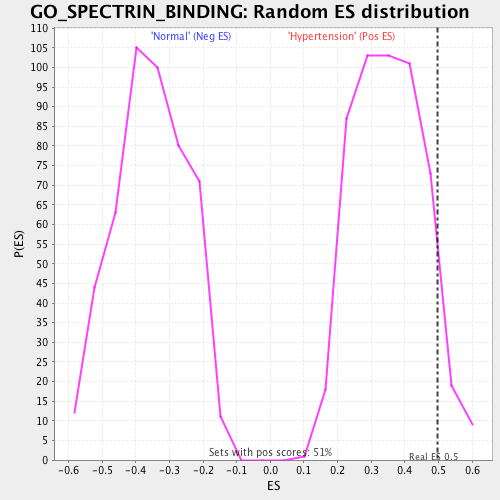 GO_SPECTRIN_BINDING: Random ES distribution
'Normal' (Neg ES)
'Hypertension' (Pos ES)
P(ES)
110
105
100
95
90
85
80
75
70
65
60
55
50
45
40
35
30
25
20
15
10
5
0
Sets with pos scores: 51%
Real ES 0.5
-0.6 -0.5 -0.4 -0.3 -0.2 -0.1 0.0 0.1 0.2 0.3 0.4 0.5 0.6
ES